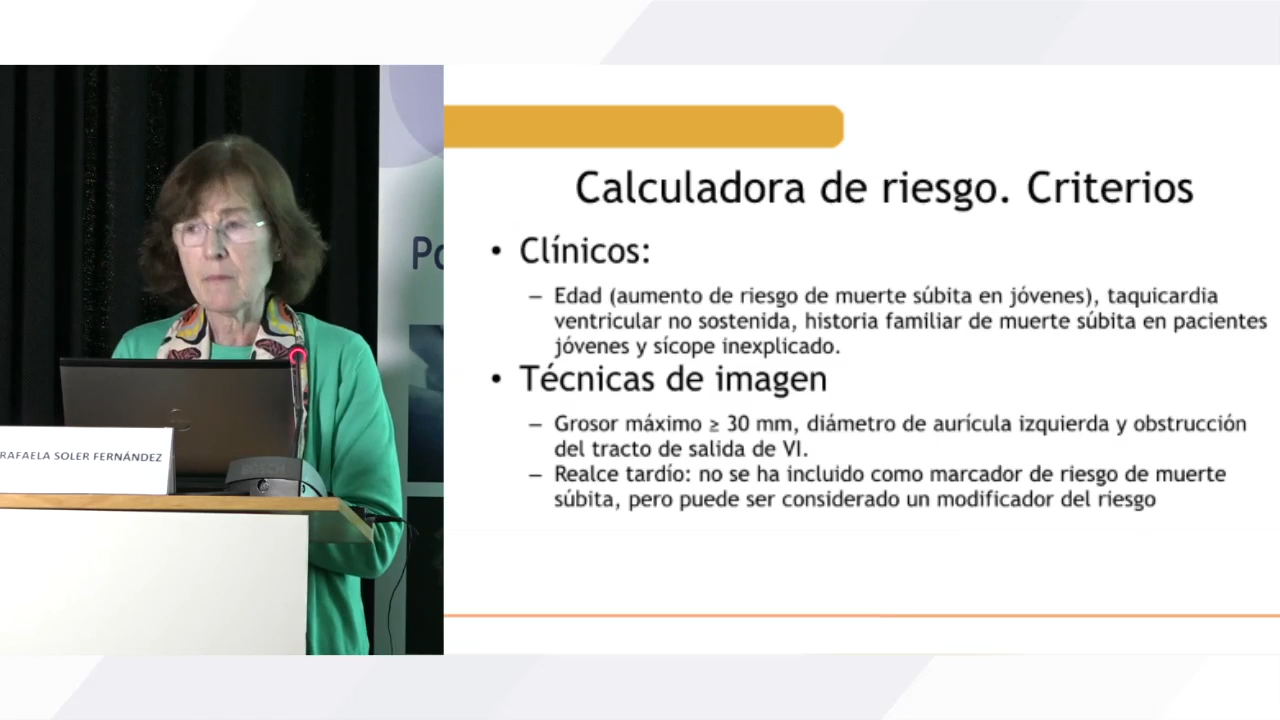 Calculadora de riesgo. Criterios
• Clínicos:
– Edad (aumento de riesgo de muerte súbita en jóvenes), taquicardia
ventricular no sostenida, historia familiar de muerte súbita en pacientes
jóvenes y sícope inexplicado.
• Técnicas de imagen
– Grosor máximo ≥ 30 mm, diámetro de aurícula izquierda y obstrucción
del tracto de salida de VI.
– Realce tardío: no se ha incluido como marcador de riesgo de muerte
súbita, pero puede ser considerado un modificador del riesgo
RAFAELA SOLER FERNÁNDEZ
BOSCH